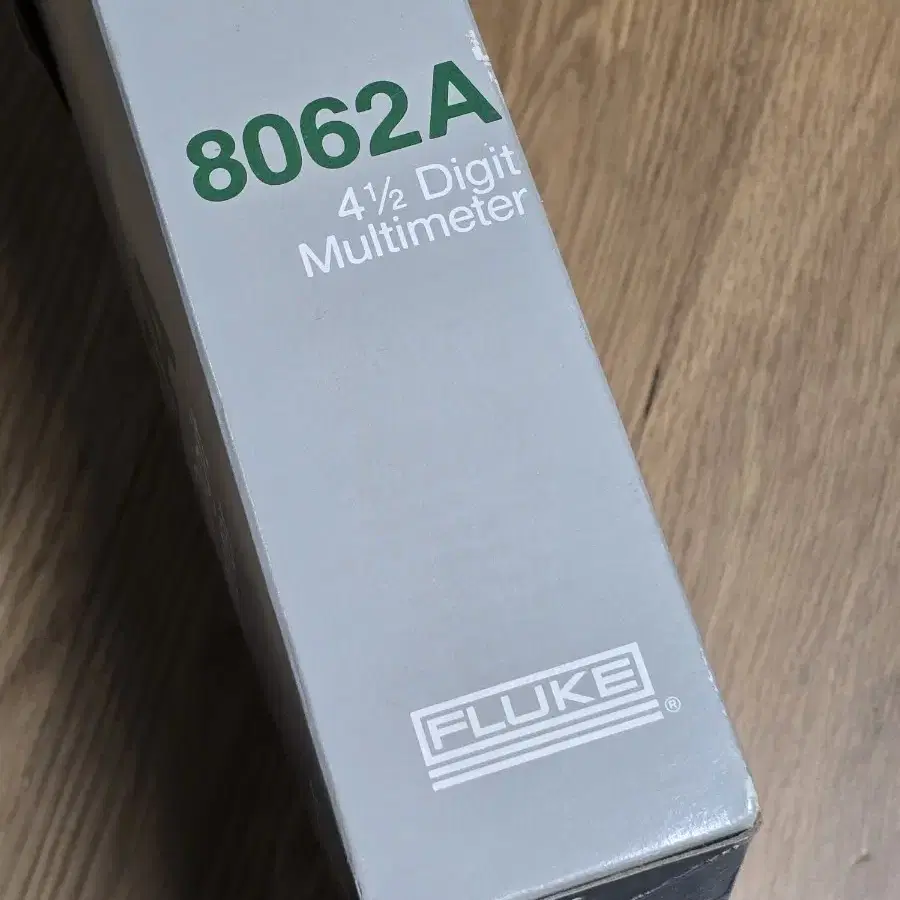 8062A
4½ Digit
Multimeter
FLUKE®